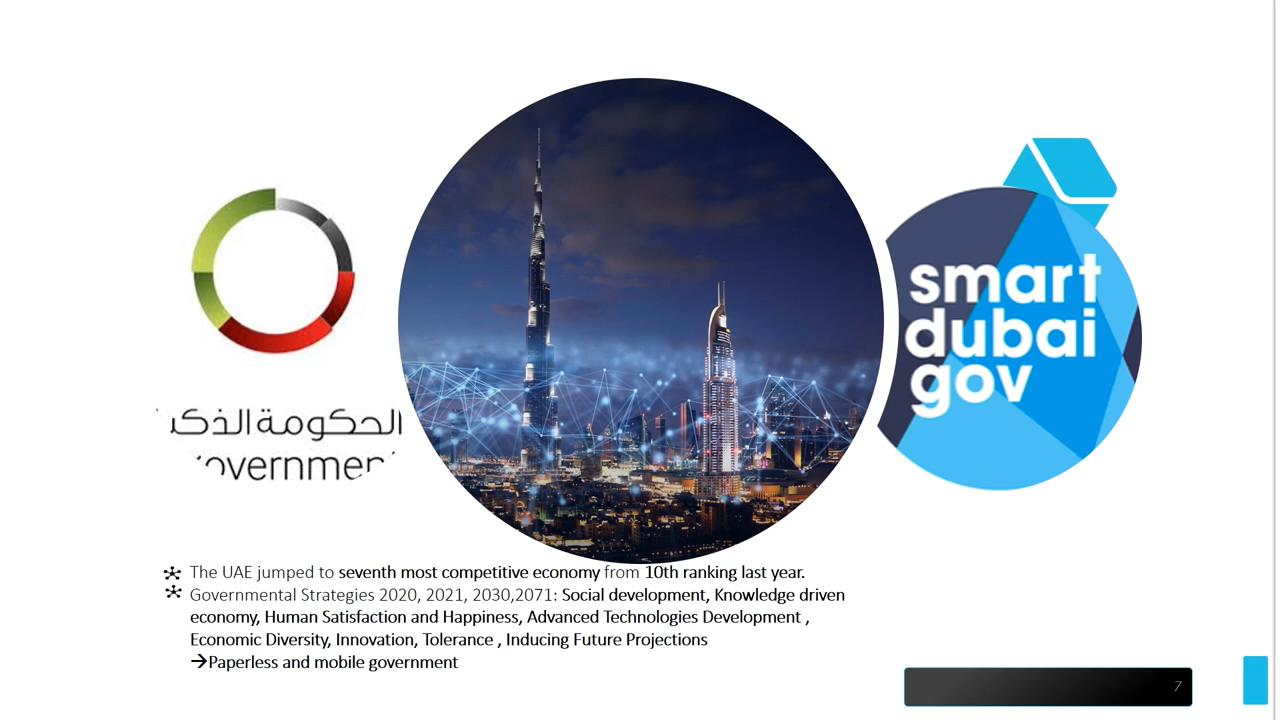 الحكومة الذكي
overnmen
smart
dubai
gov
The UAE jumped to seventh most competitive economy from 10th ranking last year.
Governmental Strategies 2020, 2021, 2030,2071: Social development, Knowledge driven
economy, Human Satisfaction and Happiness, Advanced Technologies Development ,
Economic Diversity, Innovation, Tolerance , Inducing Future Projections
→Paperless and mobile government
7